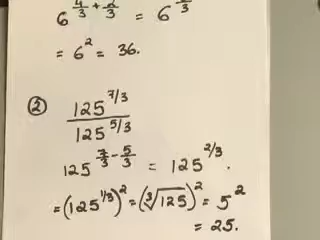 6^(4/3 + 2/3) = 6^(/3)
= 6^2 = 36.
② 125^(7/3)
125^(5/3)
125^(7/3 - 5/3) = 125^(2/3).
= (125^(1/3))^2 = (∛125)^2 = 5^2
= 25.